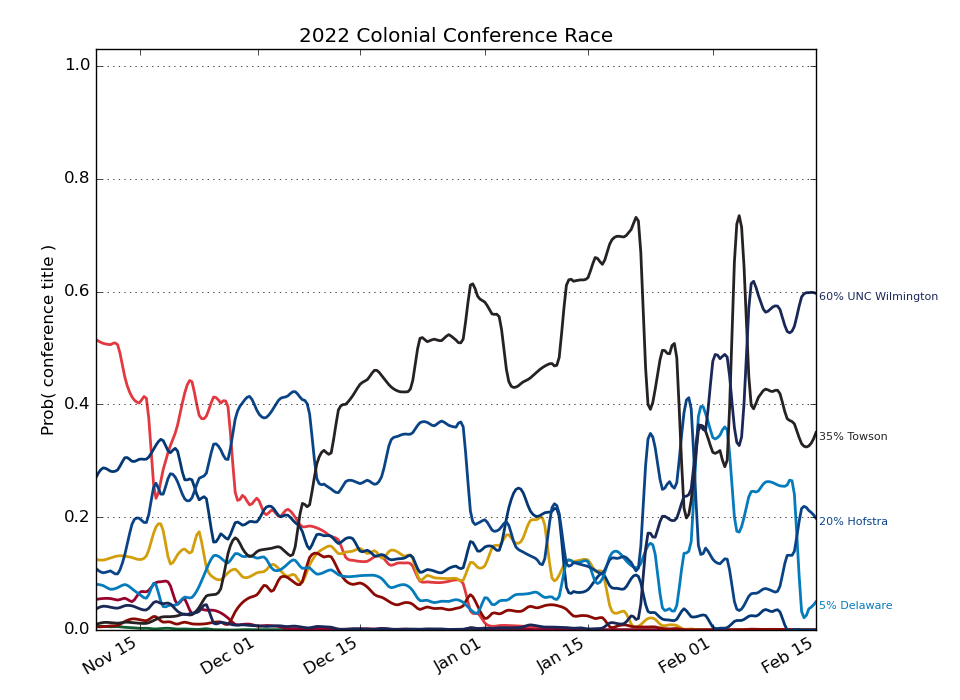 2022 Colonial Conference Race
Prob( conference title )
1.0
0.8
0.6
0.4
0.2
0.0
60% UNC Wilmington
35% Towson
20% Hofstra
5% Delaware
Nov 15
Dec 01
Dec 15
Jan 01
Jan 15
Feb 01
Feb 15